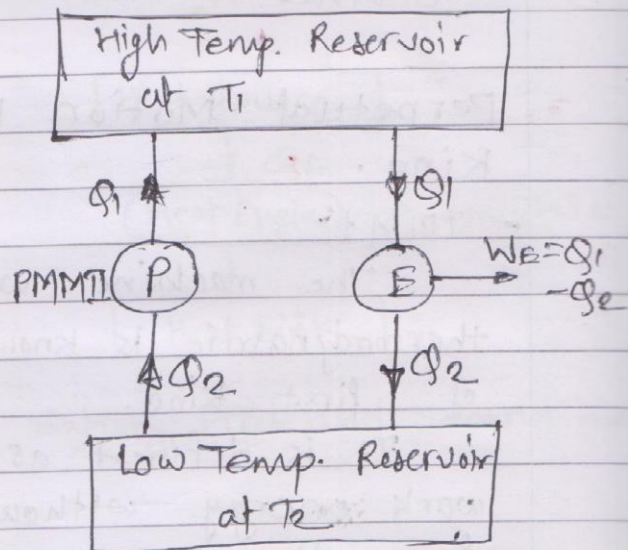 High Temp. Reservoir
at T1
Q1
Q1
PMMII
P
E
WE=Q1
-Q2
Q2
Q2
Low Temp. Reservoir
at T2